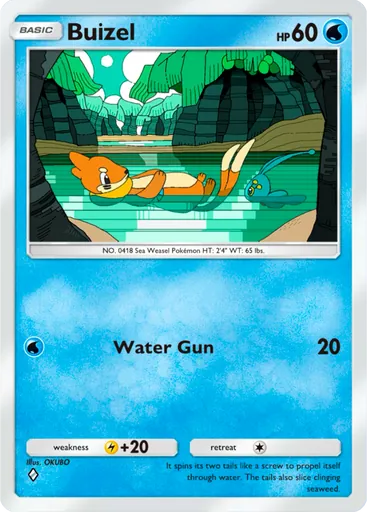 BASIC
Buizel
HP 60
NO. 0418 Sea Weasel Pokémon HT: 2'4" WT: 65 lbs.
Water Gun 20
weakness +20 retreat
Illus. OKUBO
It spins its two tails like a screw to propel itself
through water. The tails also slice clinging
seaweed.